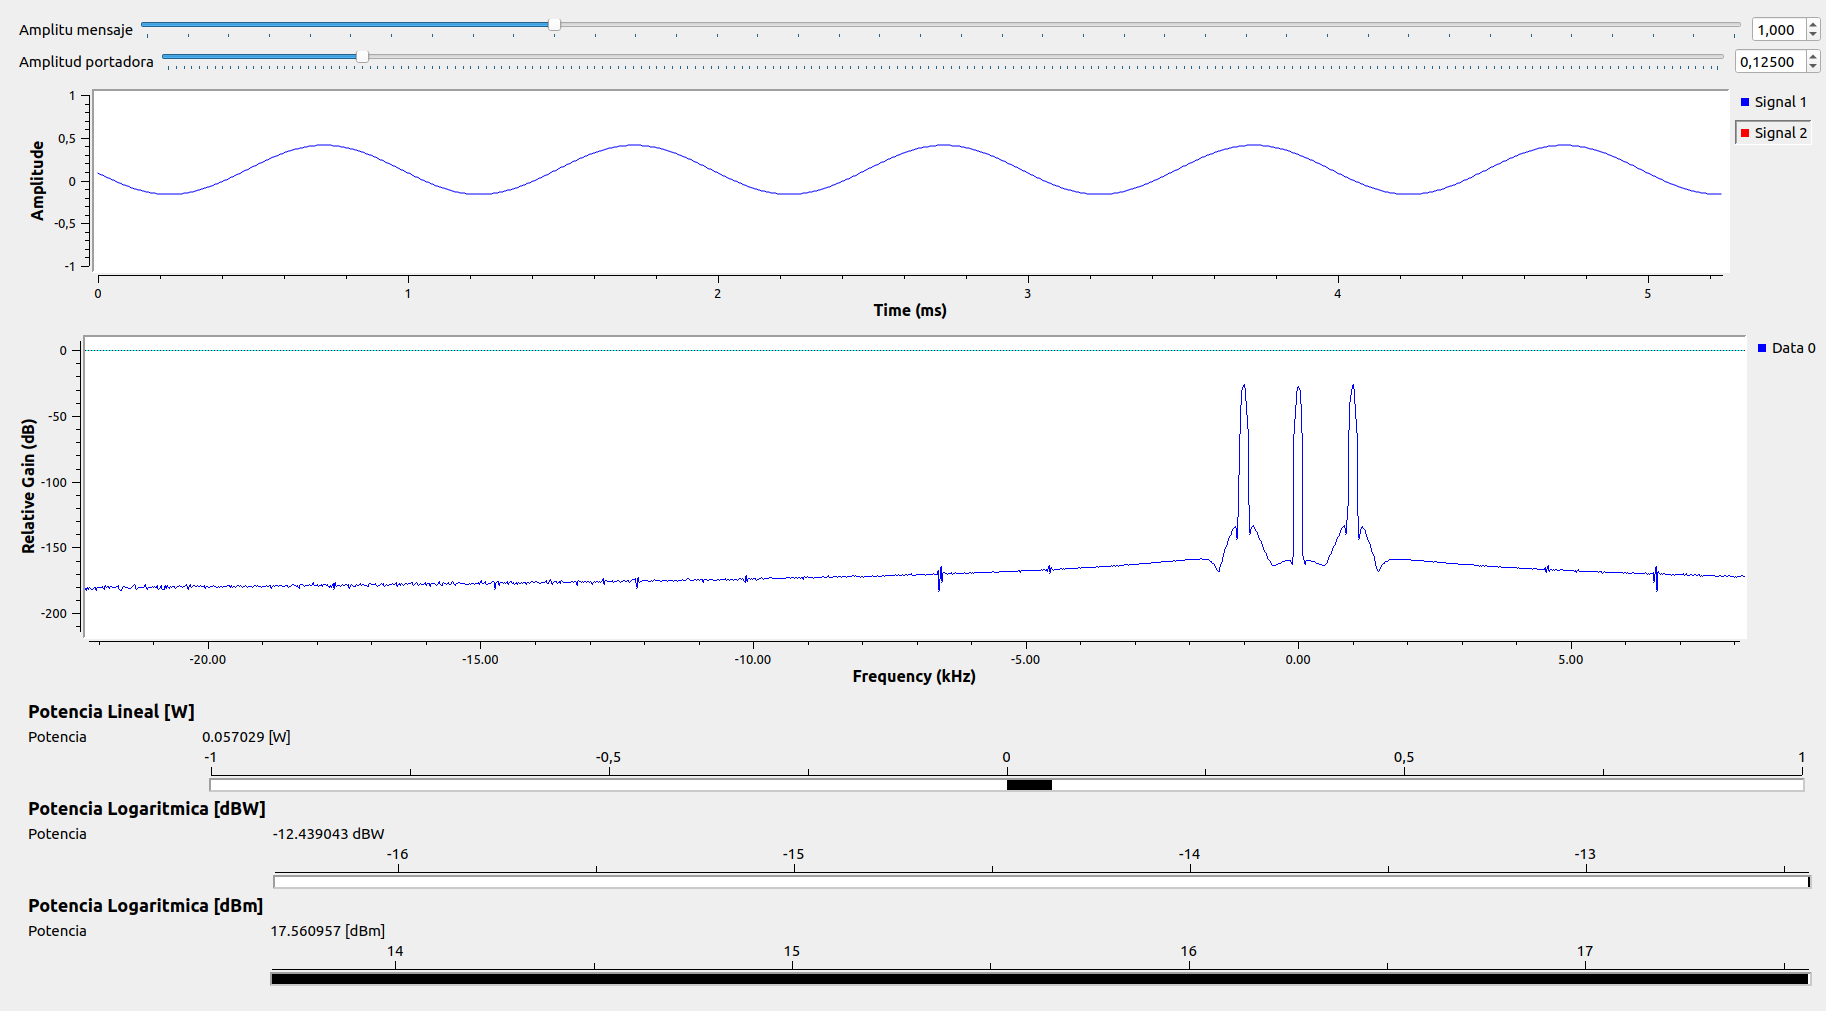 Amplitu mensaje
1,000
Amplitud portadora
0,12500
1
0,5
0
-0,5
-1
Amplitude
0 1 2 3 4 5
Time (ms)
Signal 1
Signal 2
0
-50
-100
-150
-200
Relative Gain (dB)
-20.00 -15.00 -10.00 -5.00 0.00 5.00
Frequency (kHz)
Data 0
Potencia Lineal [W]
Potencia 0.057029 [W]
-1 -0,5 0 0,5 1
Potencia Logaritmica [dBW]
Potencia -12.439043 dBW
-16 -15 -14 -13
Potencia Logaritmica [dBm]
Potencia 17.560957 [dBm]
14 15 16 17